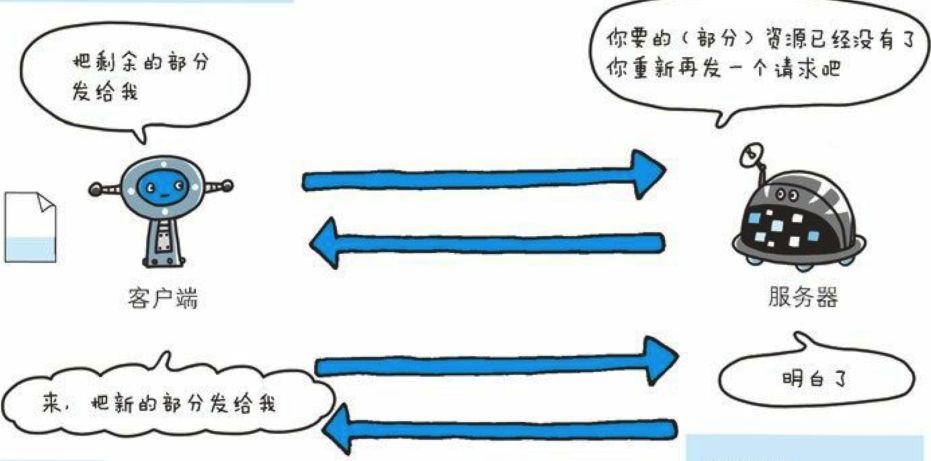 把剩余的部分
发给我
你要的（部分）资源已经没有了
你重新再发一个请求吧
客户端
服务器
来，把新的部分发给我
明白了